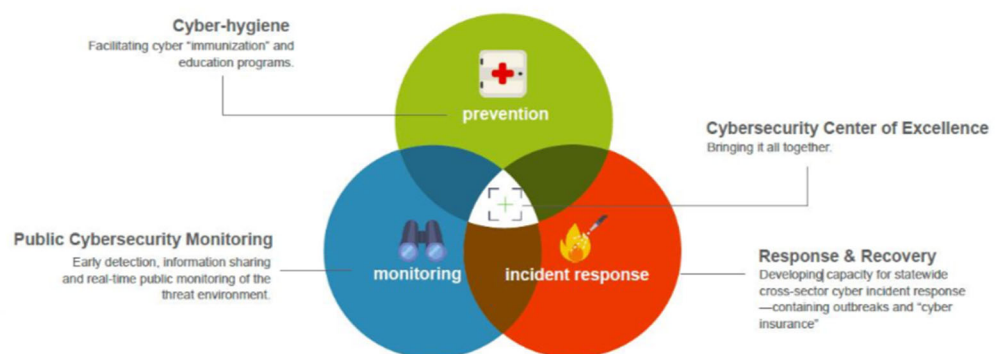 Cyber-hygiene
Facilitating cyber "immunization" and
education programs.
prevention
Cybersecurity Center of Excellence
Bringing it all together.
Public Cybersecurity Monitoring
Early detection, information sharing
and real-time public monitoring of the
threat environment.
monitoring
incident response
Response & Recovery
Developing capacity for statewide
cross-sector cyber incident response
—containing outbreaks and "cyber
insurance"